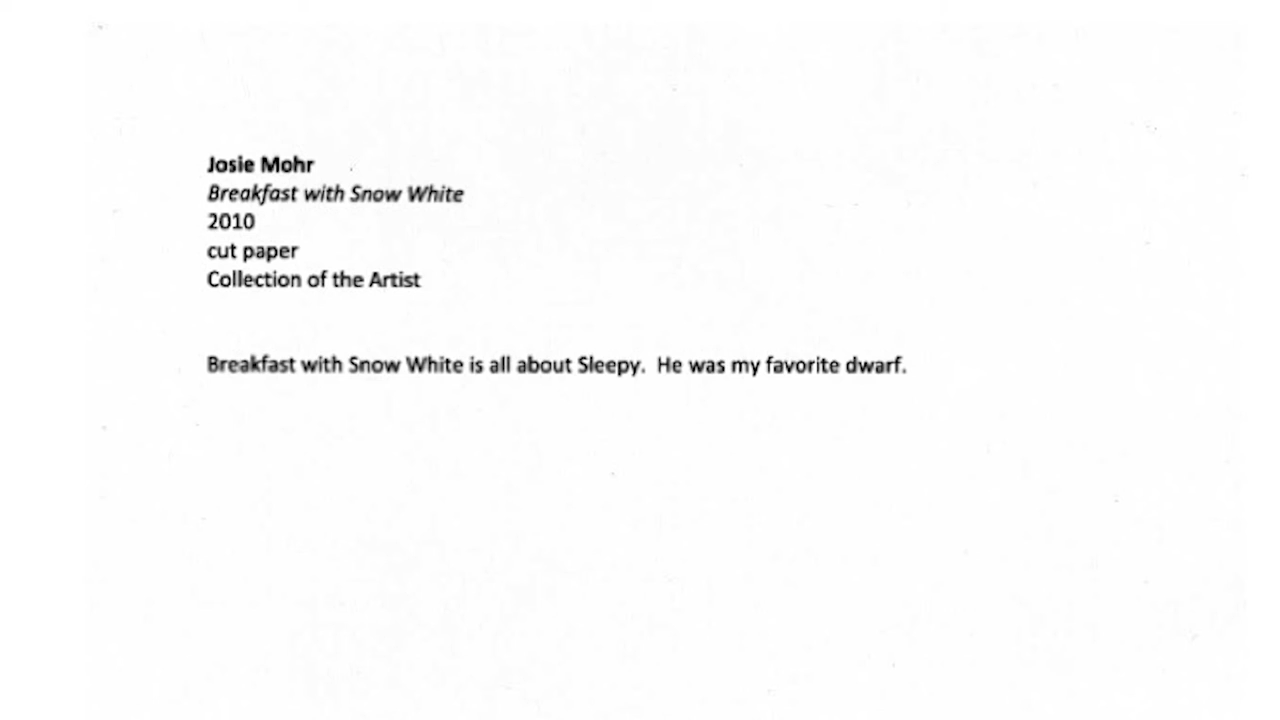 Josie Mohr
Breakfast with Snow White
2010
cut paper
Collection of the Artist
Breakfast with Snow White is all about Sleepy.  He was my favorite dwarf.